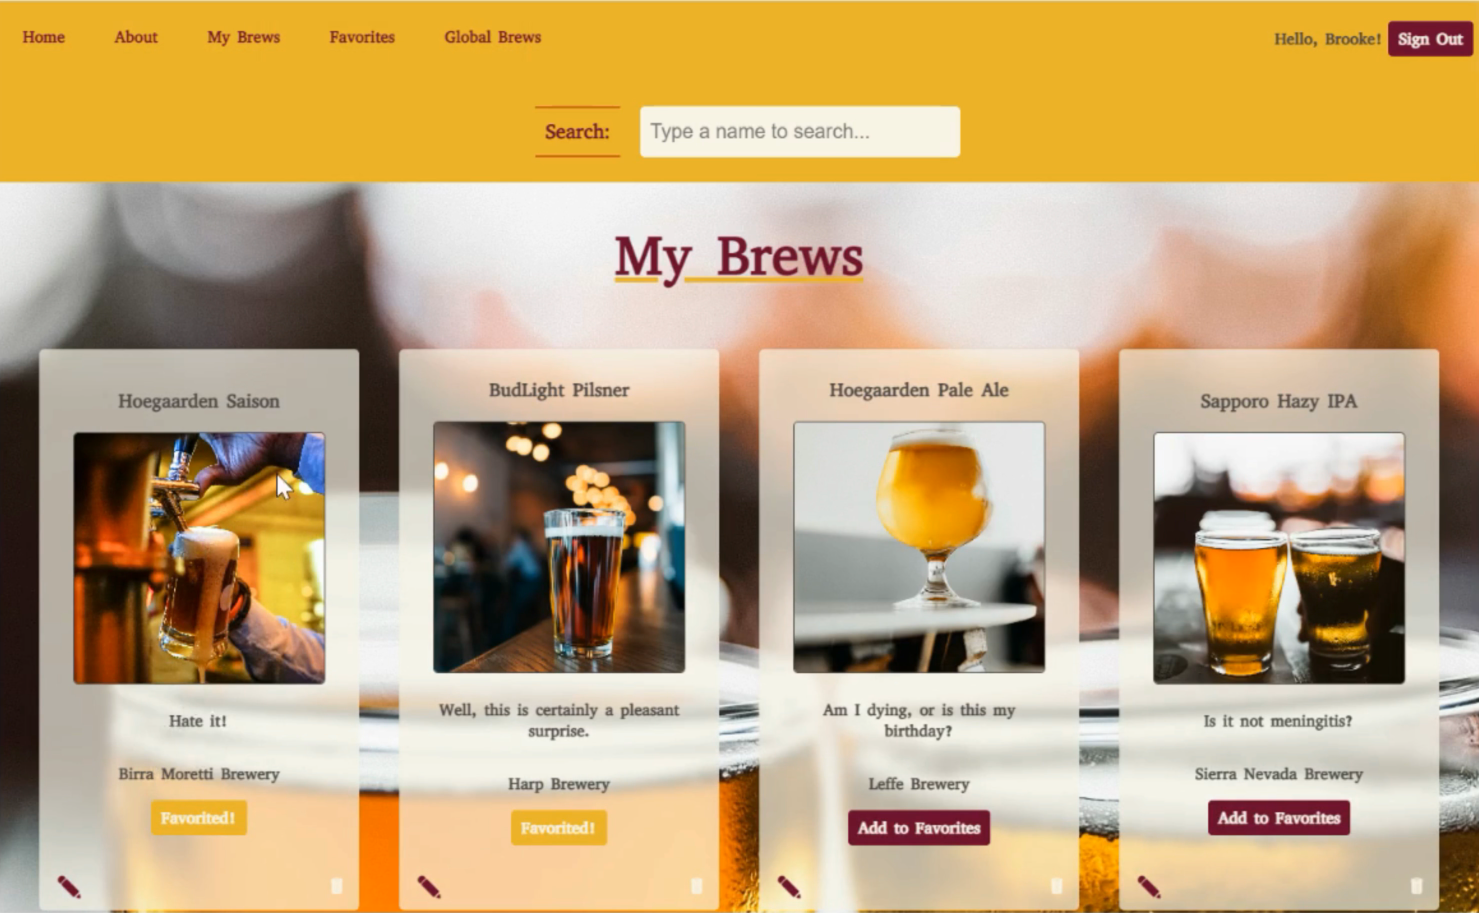 Home About My Brews Favorites Global Brews Hello, Brooke! Sign Out
Search: Type a name to search...
My Brews
Hoegaarden Saison
Hate it!
Birra Moretti Brewery
Favorited!
BudLight Pilsner
Well, this is certainly a pleasant
surprise.
Harp Brewery
Favorited!
Hoegaarden Pale Ale
Am I dying, or is this my
birthday?
Leffe Brewery
Add to Favorites
Sapporo Hazy IPA
Is it not meningitis?
Sierra Nevada Brewery
Add to Favorites